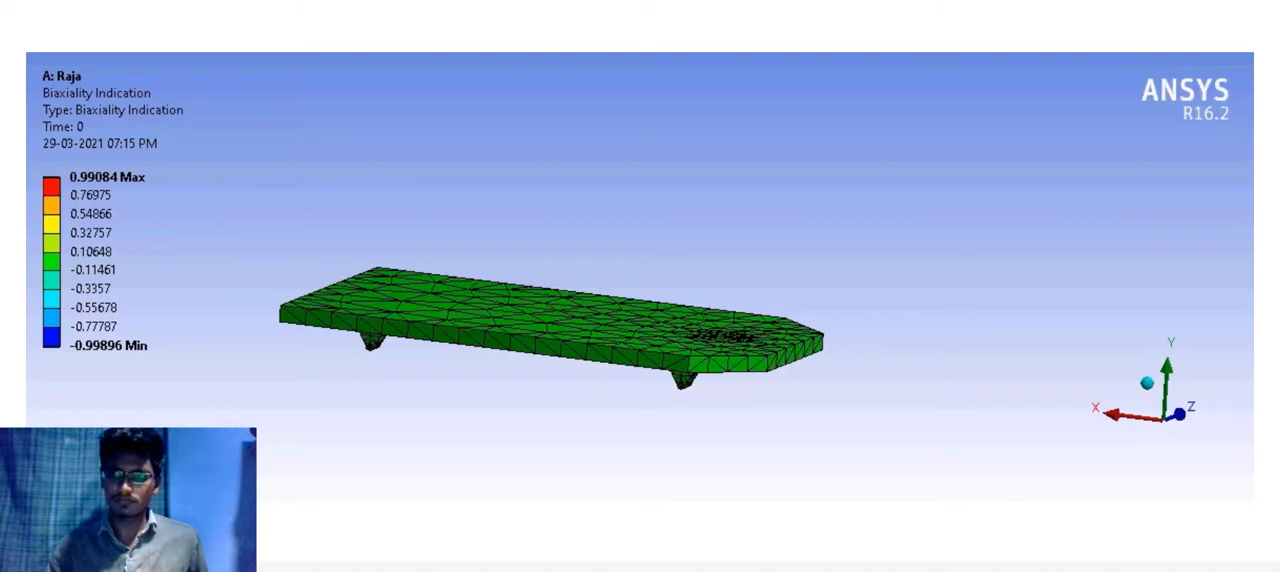 A: Raja
Biaxiality Indication
Type: Biaxiality Indication
Time: 0
29-03-2021 07:15 PM
0.99084 Max
0.76975
0.54866
0.32757
0.10648
-0.11461
-0.3357
-0.55678
-0.77787
-0.99896 Min
ANSYS
R16.2
Y
X
Z